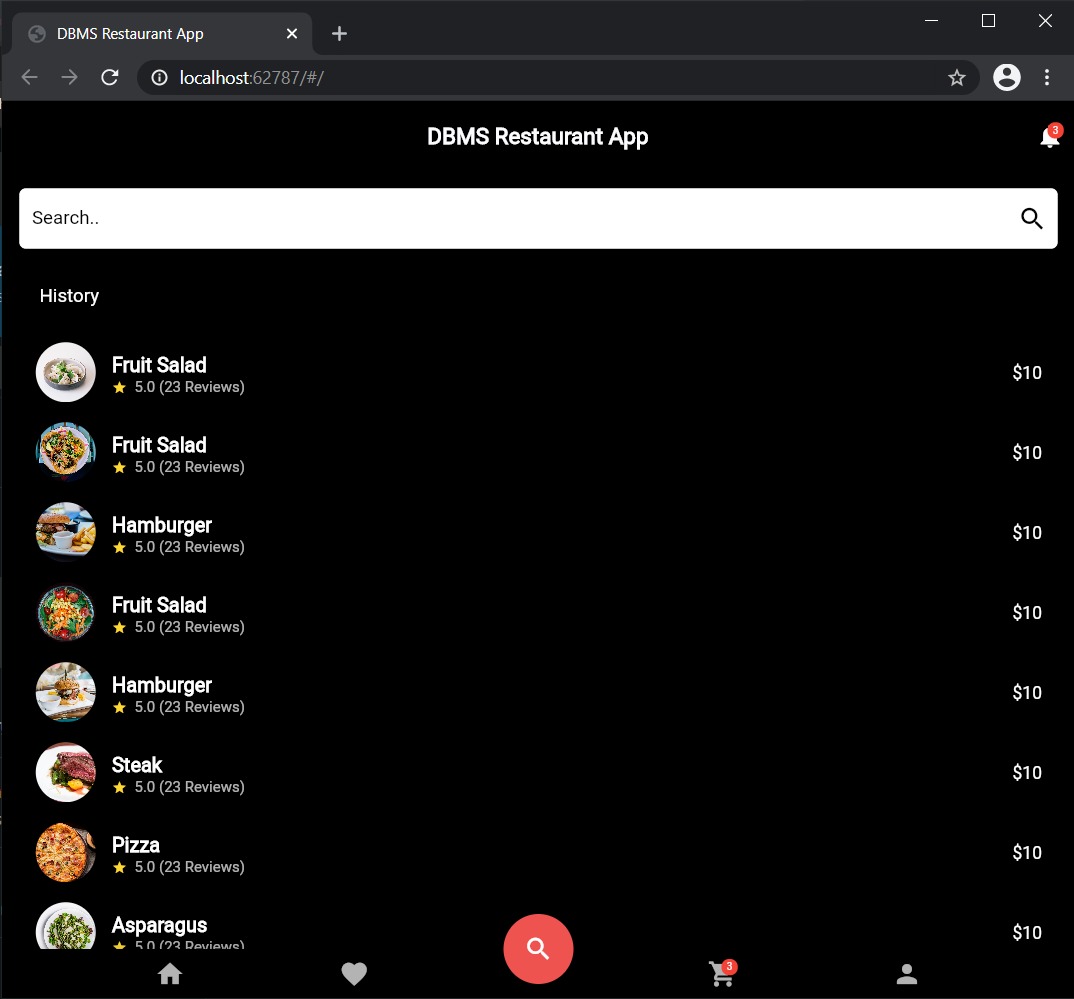 DBMS Restaurant App
localhost:62787/#/
DBMS Restaurant App
3
Search..
History
Fruit Salad
5.0 (23 Reviews)
$10
Fruit Salad
5.0 (23 Reviews)
$10
Hamburger
5.0 (23 Reviews)
$10
Fruit Salad
5.0 (23 Reviews)
$10
Hamburger
5.0 (23 Reviews)
$10
Steak
5.0 (23 Reviews)
$10
Pizza
5.0 (23 Reviews)
$10
Asparagus
5.0 (23 Reviews)
$10
3